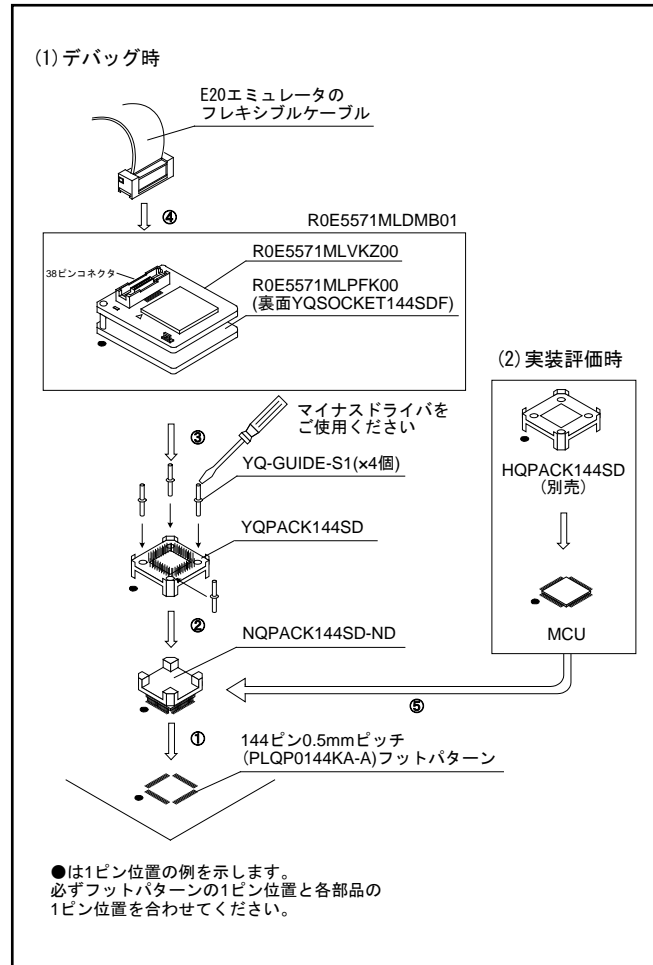 (1) デバッグ時
E20エミュレータの
フレキシブルケーブル
④
R0E5571MLDMB01
R0E5571MLVKZ00
38ピンコネクタ
R0E5571MLPFK00
(裏面YQSOCKET144SDF)
③
マイナスドライバを
ご使用ください
YQ-GUIDE-S1(×4個)
YQPACK144SD
②
NQPACK144SD-ND
①
144ピン0.5mmピッチ
(PLQP0144KA-A)フットパターン
(2) 実装評価時
HQPACK144SD
(別売)
MCU
⑤
●は1ピン位置の例を示します。
必ずフットパターンの1ピン位置と各部品の
1ピン位置を合わせてください。